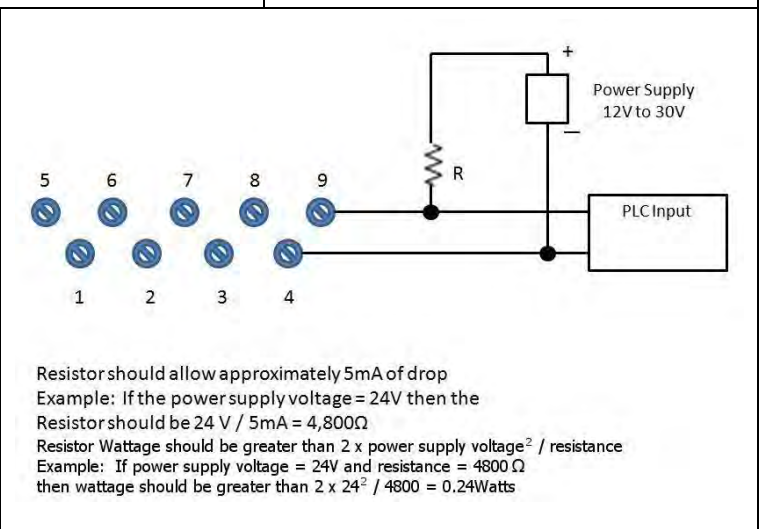 +
Power Supply
12V to 30V
—
R
5 6 7 8 9
PLC Input
1 2 3 4
Resistor should allow approximately 5mA of drop
Example: If the power supply voltage = 24V then the
Resistor should be 24 V / 5mA = 4,800Ω
Resistor Wattage should be greater than 2 x power supply voltage² / resistance
Example: If power supply voltage = 24V and resistance = 4800 Ω
then wattage should be greater than 2 x 24² / 4800 = 0.24Watts